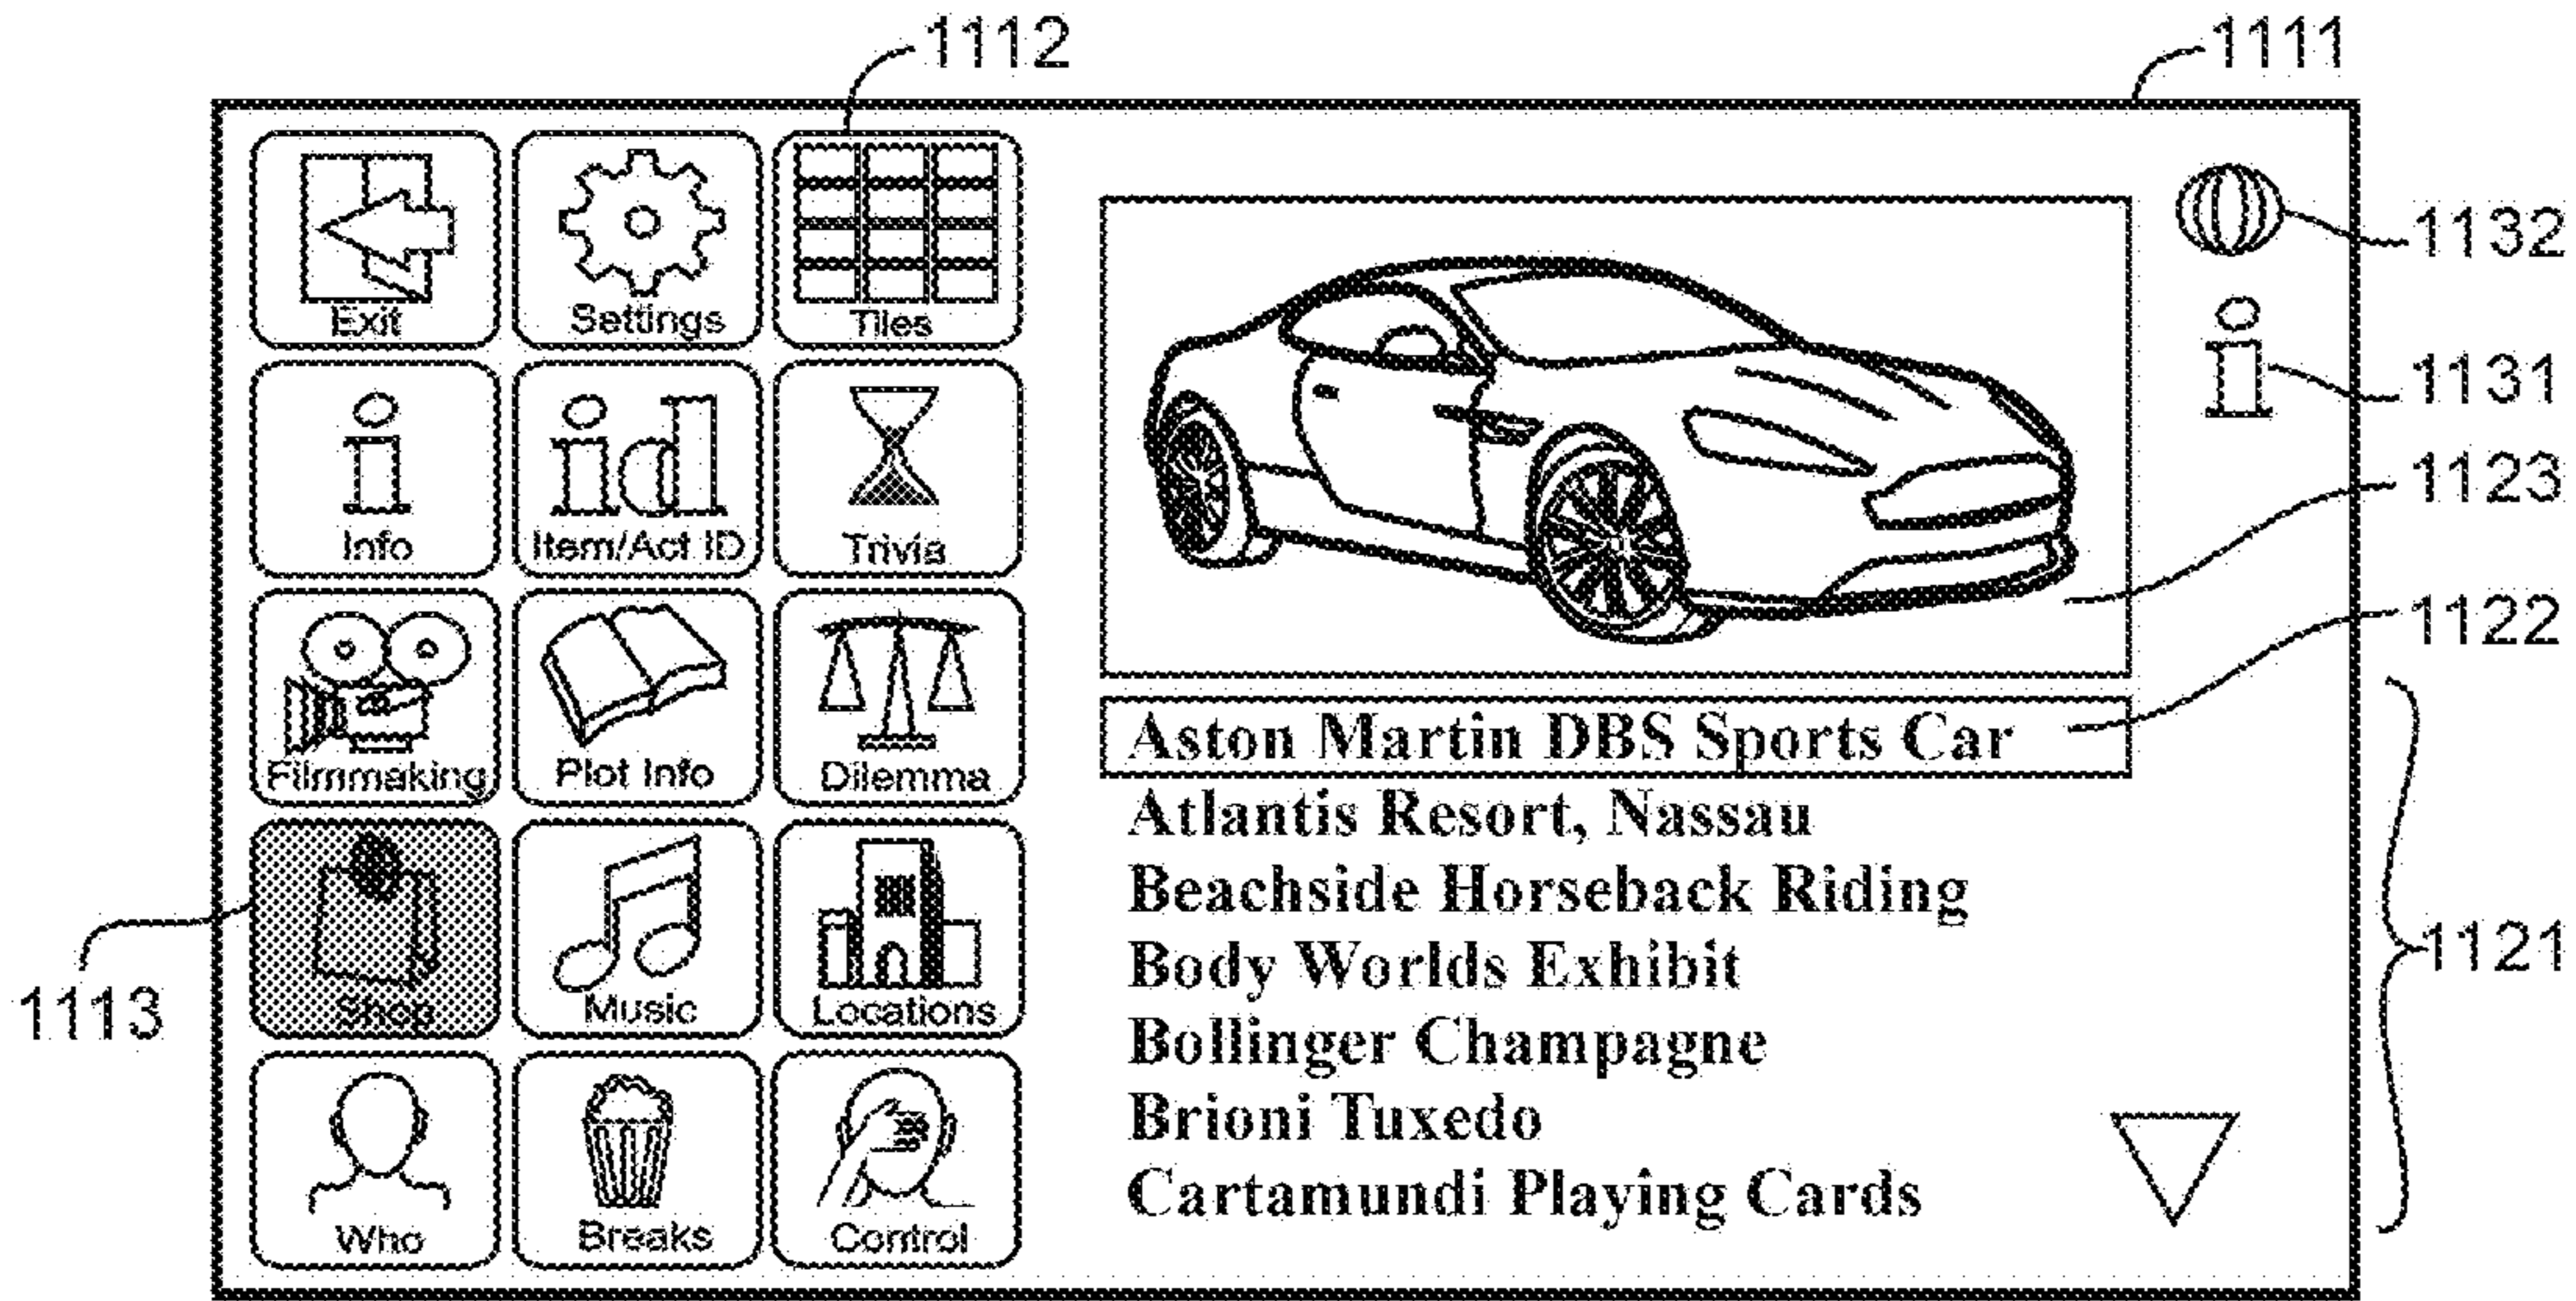 1112
1111
Exit
Settings
Tiles
1132
1131
Info
Item/Act ID
Trivia
1123
1122
Filmmaking
Plot Info
Dilemma
Aston Martin DBS Sports Car
Atlantis Resort, Nassau
Beachside Horseback Riding
Body Worlds Exhibit
Bollinger Champagne
Brioni Tuxedo
Cartamundi Playing Cards
1121
1113
Shop
Music
Locations
Who
Breaks
Control